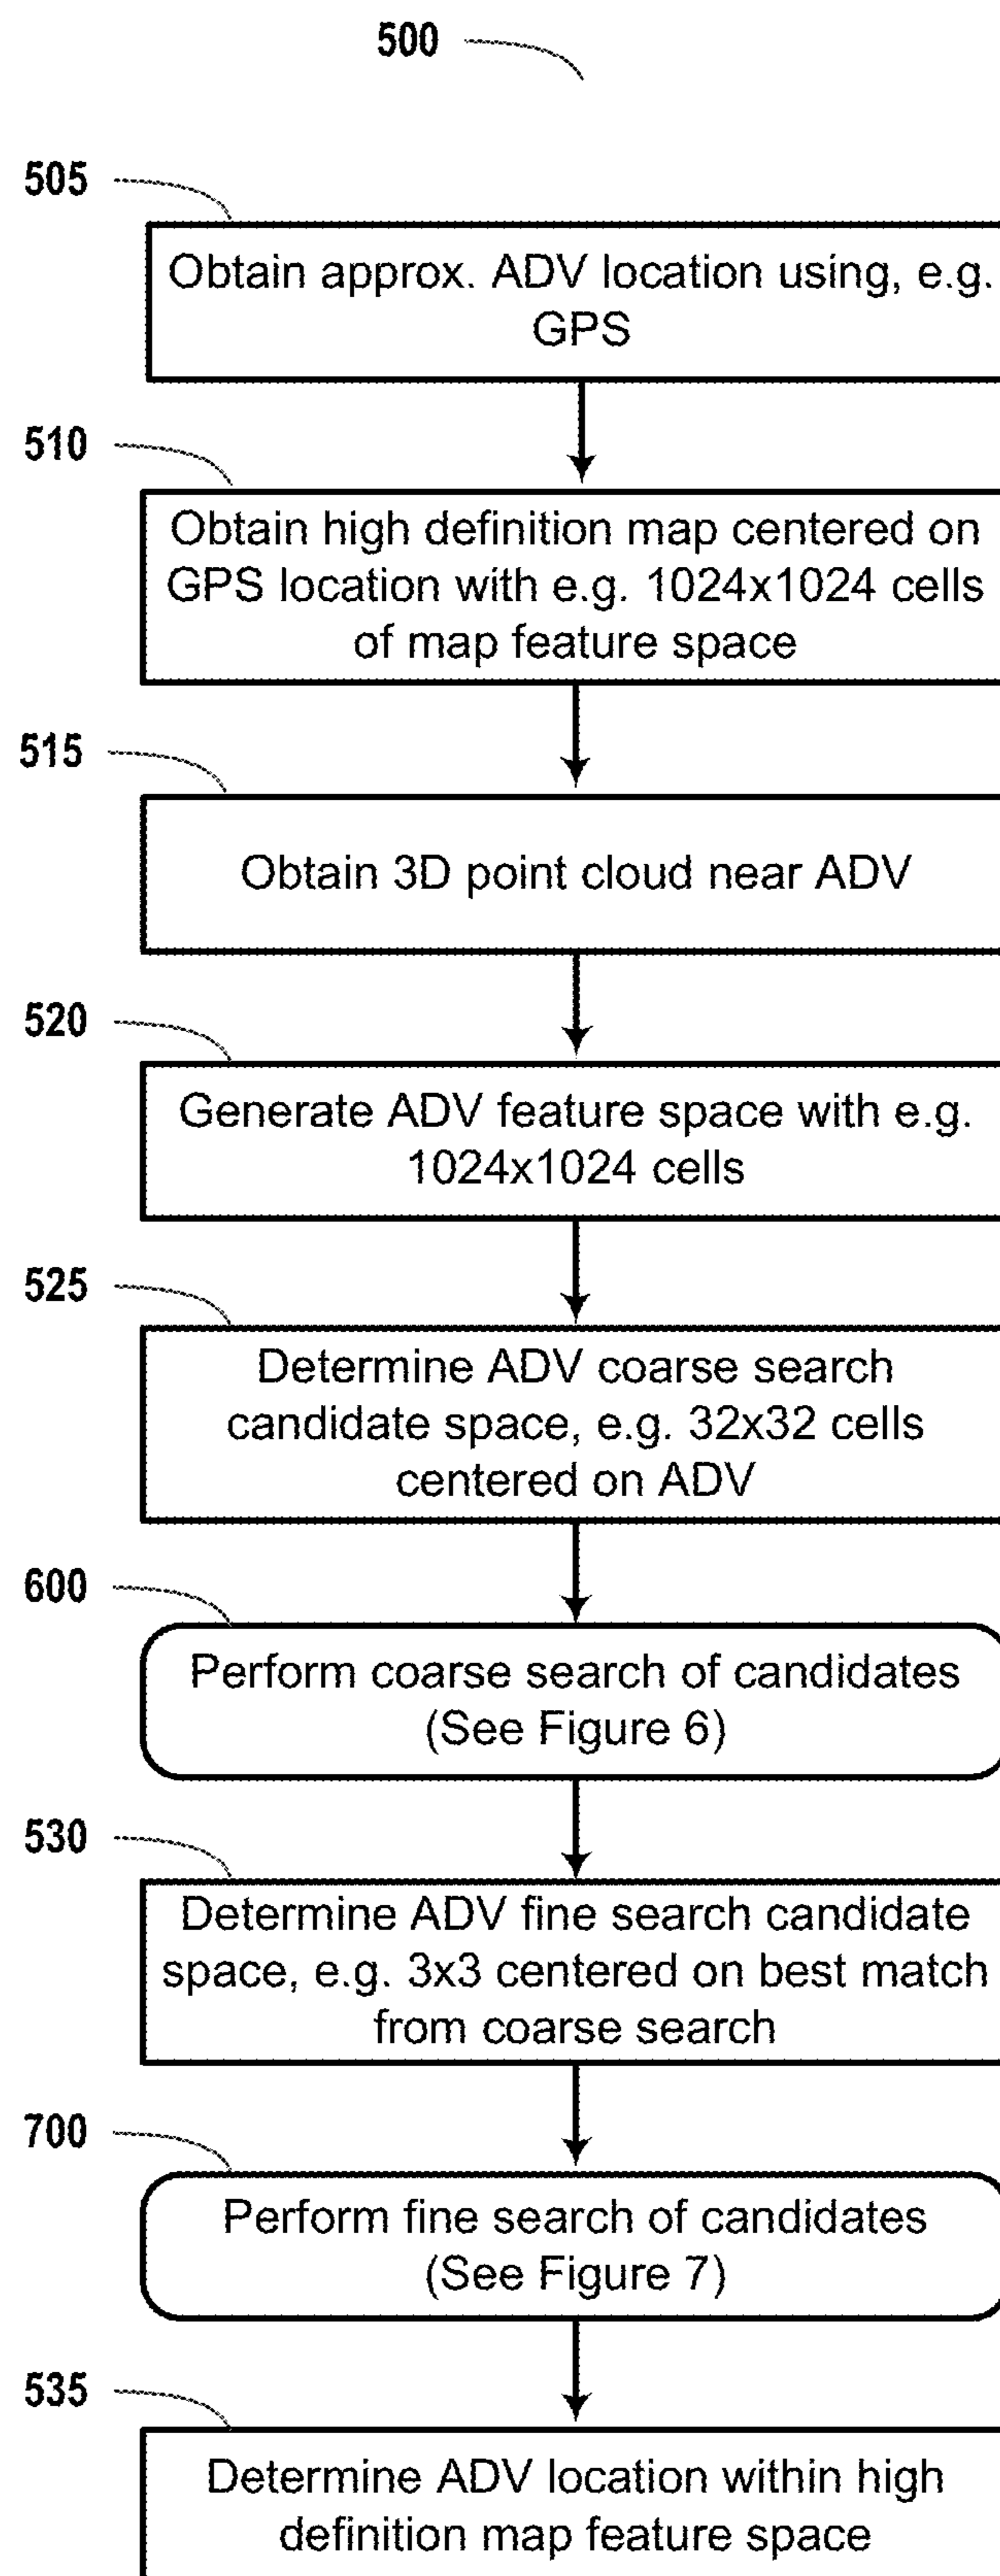 500
505
Obtain approx. ADV location using, e.g.
GPS
510
Obtain high definition map centered on
GPS location with e.g. 1024x1024 cells
of map feature space
515
Obtain 3D point cloud near ADV
520
Generate ADV feature space with e.g.
1024x1024 cells
525
Determine ADV coarse search
candidate space, e.g. 32x32 cells
centered on ADV
600
Perform coarse search of candidates
(See Figure 6)
530
Determine ADV fine search candidate
space, e.g. 3x3 centered on best match
from coarse search
700
Perform fine search of candidates
(See Figure 7)
535
Determine ADV location within high
definition map feature space